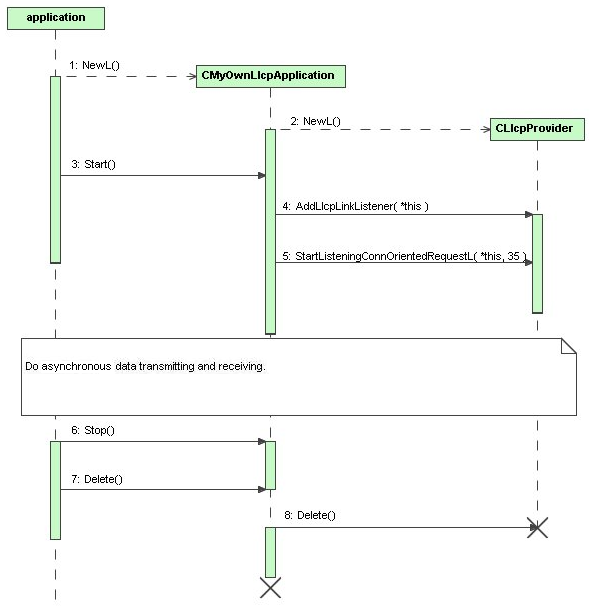 application
1: NewL()
CMyOwnLlcpApplication
2: NewL()
CLlcpProvider
3: Start()
4: AddLlcpLinkListener( *this )
5: StartListeningConnOrientedRequestL( *this, 35 )
Do asynchronous data transmitting and receiving.
6: Stop()
7: Delete()
8: Delete()